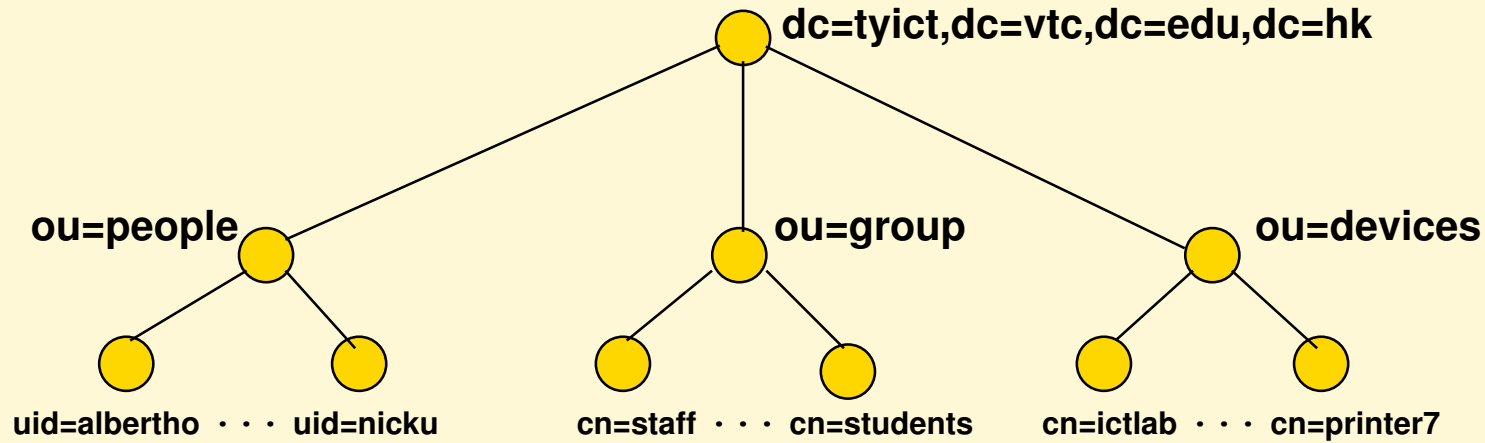 dc=tyict,dc=vtc,dc=edu,dc=hk
ou=people
ou=group
ou=devices
uid=albertho · · · uid=nicku
cn=staff · · · cn=students
cn=ictlab · · · cn=printer7